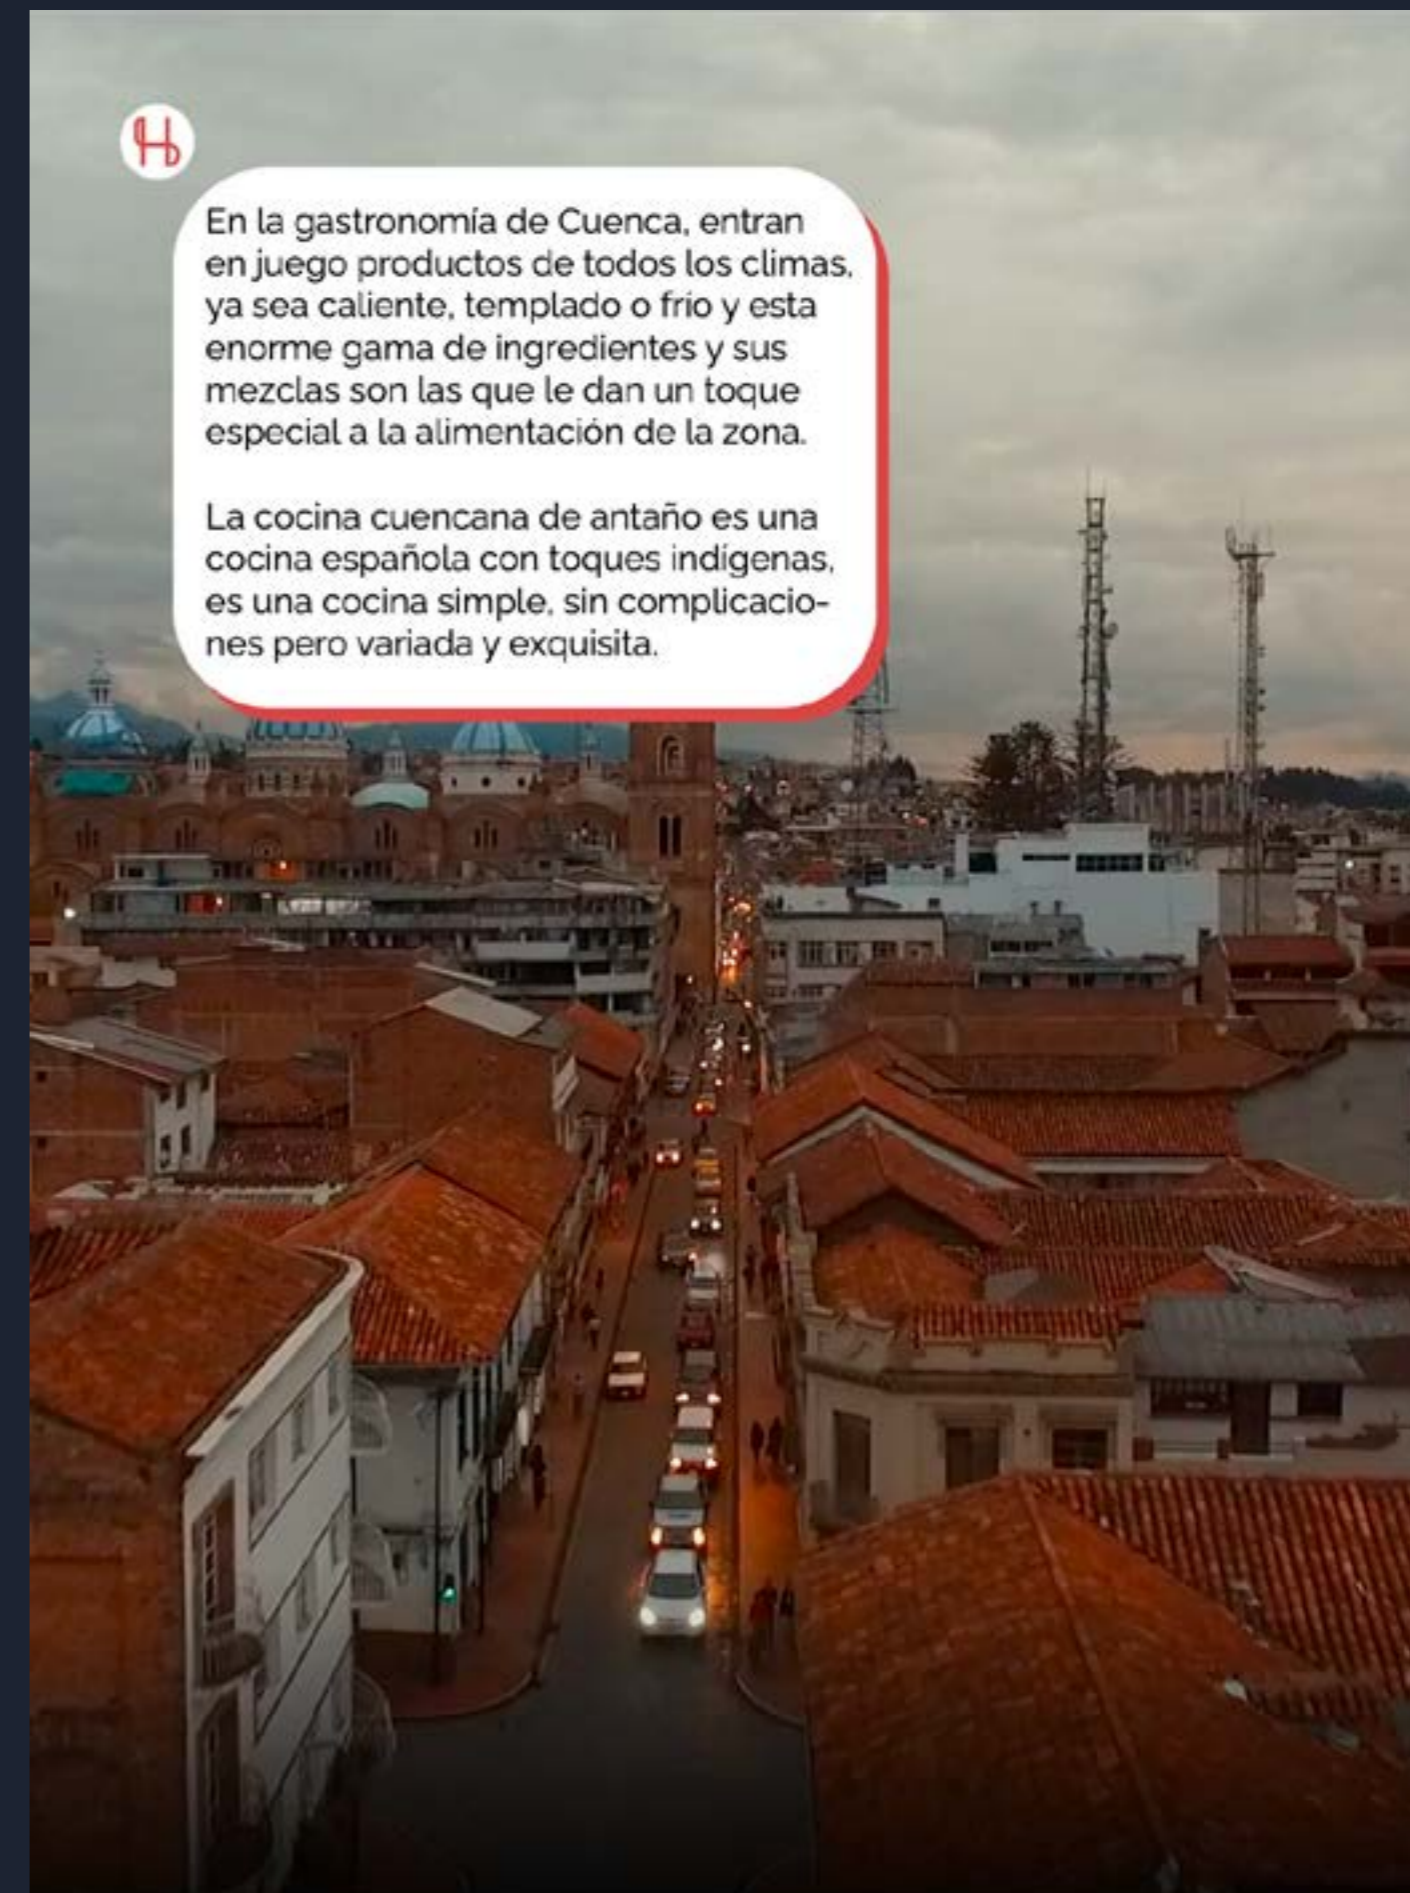 En la gastronomía de Cuenca, entran
en juego productos de todos los climas,
ya sea caliente, templado o frío y esta
enorme gama de ingredientes y sus
mezclas son las que le dan un toque
especial a la alimentación de la zona.
La cocina cuencana de antaño es una
cocina española con toques indígenas,
es una cocina simple, sin complicacio-
nes pero variada y exquisita.